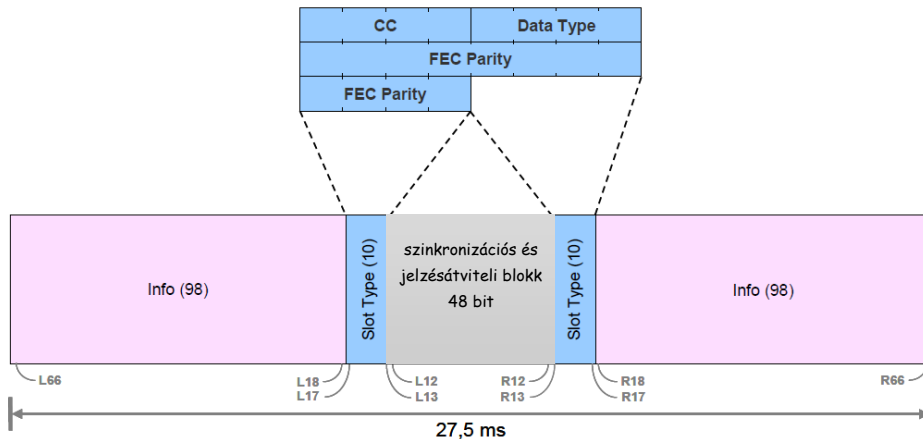 CC Data Type
FEC Parity
FEC Parity
Info (98)
Slot Type (10)
szinkronizációs és
jelzésátviteli blokk
48 bit
Slot Type (10)
Info (98)
L66 L18 L12 R12 R18 R66
L17 L13 R13 R17
27,5 ms